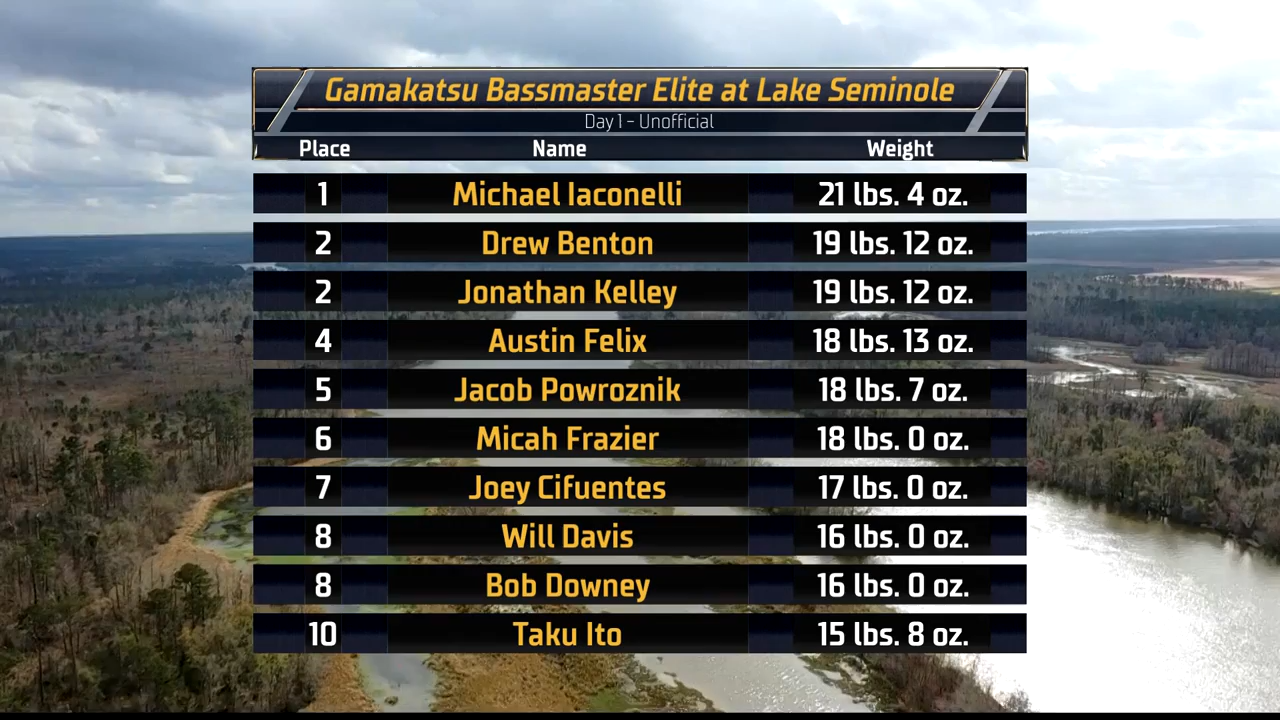 Gamakatsu Bassmaster Elite at Lake Seminole
Day 1 - Unofficial
Place Name Weight
1 Michael Iaconelli 21 lbs. 4 oz.
2 Drew Benton 19 lbs. 12 oz.
2 Jonathan Kelley 19 lbs. 12 oz.
4 Austin Felix 18 lbs. 13 oz.
5 Jacob Powroznik 18 lbs. 7 oz.
6 Micah Frazier 18 lbs. 0 oz.
7 Joey Cifuentes 17 lbs. 0 oz.
8 Will Davis 16 lbs. 0 oz.
8 Bob Downey 16 lbs. 0 oz.
10 Taku Ito 15 lbs. 8 oz.